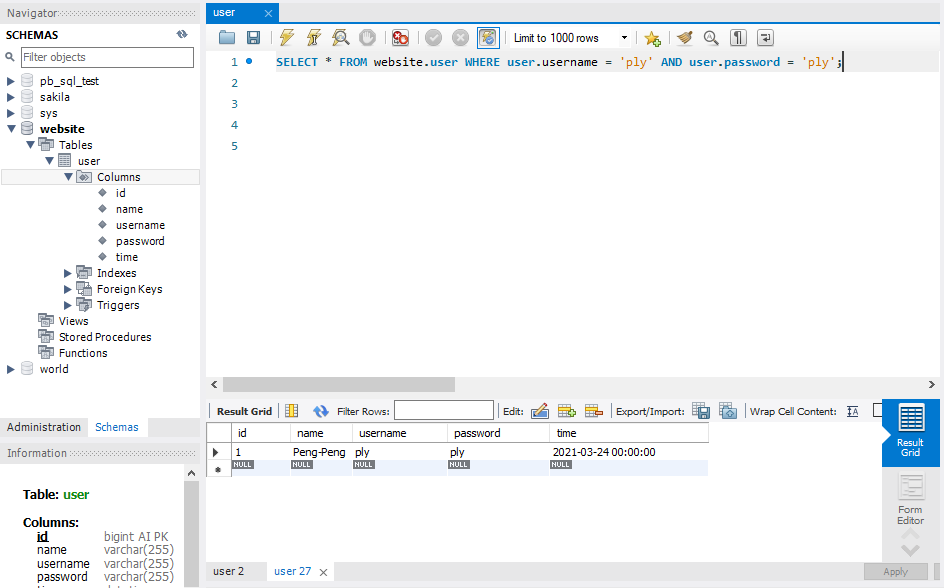 Navigator
SCHEMAS
Filter objects
pb_sql_test
sakila
sys
website
Tables
user
Columns
id
name
username
password
time
Indexes
Foreign Keys
Triggers
Views
Stored Procedures
Functions
world
Administration Schemas
Information
Table: user
Columns:
id bigint AI PK
name varchar(255)
username varchar(255)
password varchar(255)
user
Limit to 1000 rows
1 SELECT * FROM website.user WHERE user.username = 'ply' AND user.password = 'ply';
2
3
4
5
Result Grid Filter Rows: Edit: Export/Import: Wrap Cell Content:
id name username password time
1 Peng-Peng ply ply 2021-03-24 00:00:00
NULL NULL NULL NULL NULL
Result Grid
Form Editor
user 2 user 27
Apply